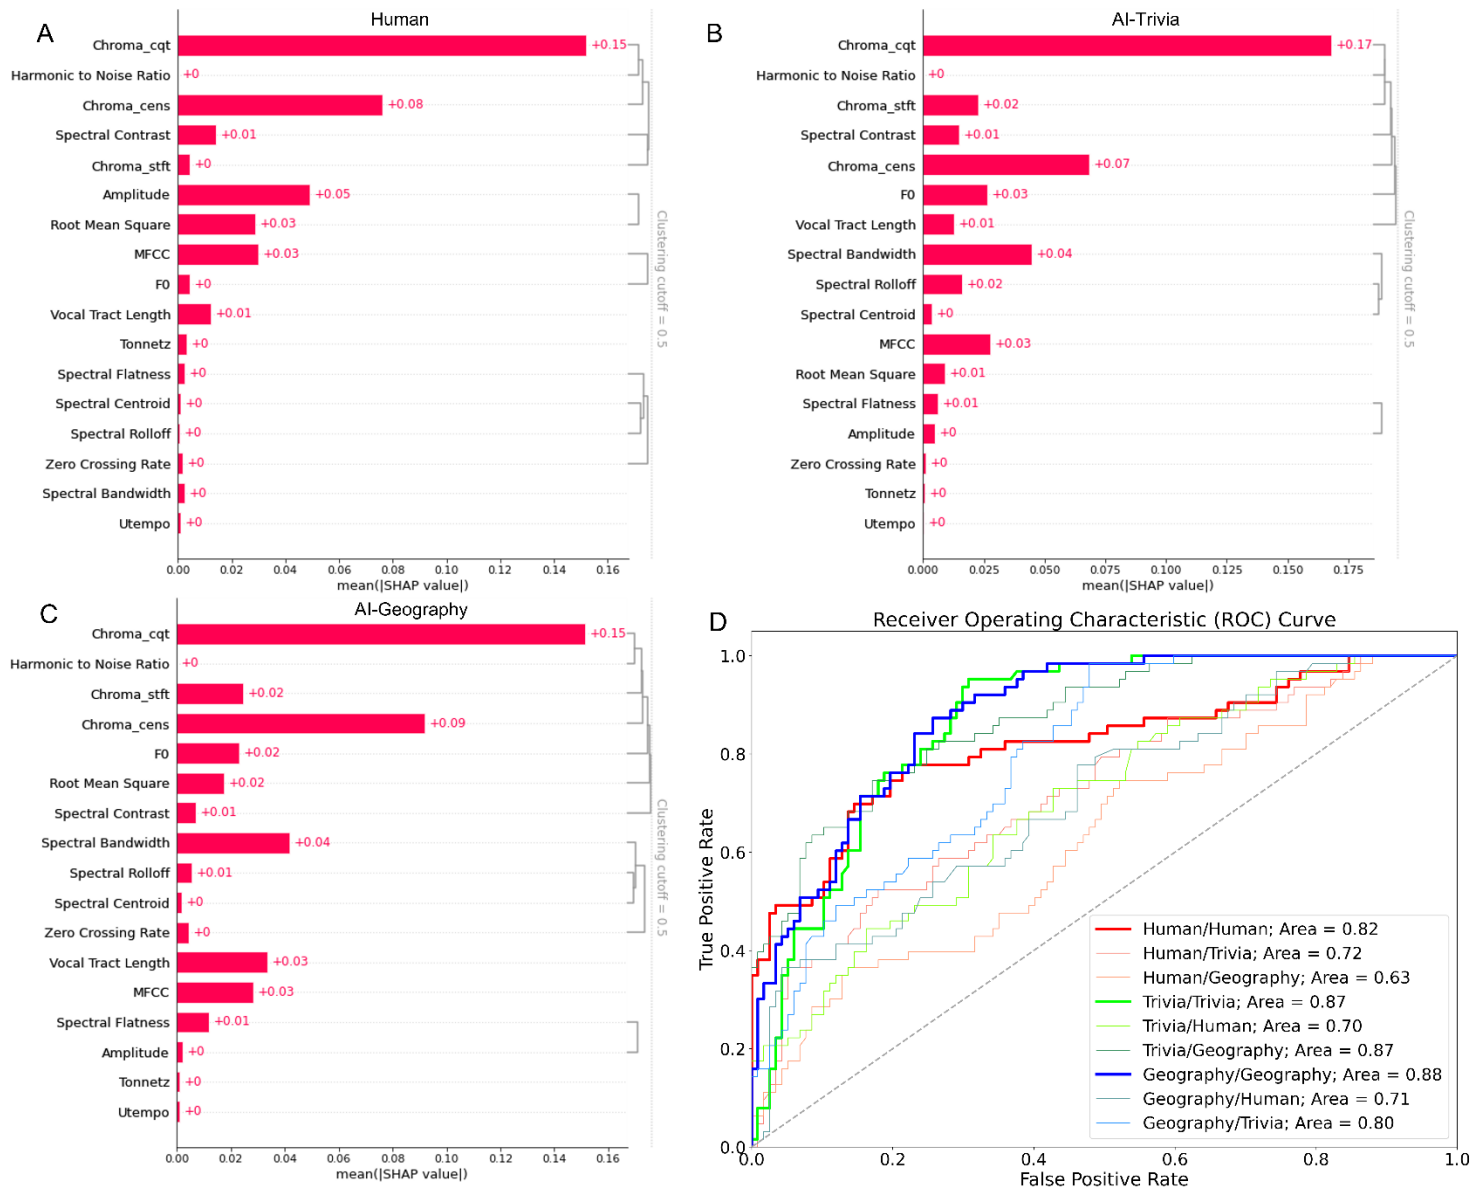 A
Human
Chroma_cqt +0.15
Harmonic to Noise Ratio +0
Chroma_cens +0.08
Spectral Contrast +0.01
Chroma_stft +0
Amplitude +0.05
Root Mean Square +0.03
MFCC +0.03
F0 +0
Vocal Tract Length +0.01
Tonnetz +0
Spectral Flatness +0
Spectral Centroid +0
Spectral Rolloff +0
Zero Crossing Rate +0
Spectral Bandwidth +0
Utempo +0
0.00 0.02 0.04 0.06 0.08 0.10 0.12 0.14 0.16
mean(|SHAP value|)
Clustering cutoff = 0.5
B
AI-Trivia
Chroma_cqt +0.17
Harmonic to Noise Ratio +0
Chroma_stft +0.02
Spectral Contrast +0.01
Chroma_cens +0.07
F0 +0.03
Vocal Tract Length +0.01
Spectral Bandwidth +0.04
Spectral Rolloff +0.02
Spectral Centroid +0
MFCC +0.03
Root Mean Square +0.01
Spectral Flatness +0.01
Amplitude +0
Zero Crossing Rate +0
Tonnetz +0
Utempo +0
0.000 0.025 0.050 0.075 0.100 0.125 0.150 0.175
mean(|SHAP value|)
Clustering cutoff = 0.5
C
AI-Geography
Chroma_cqt +0.15
Harmonic to Noise Ratio +0
Chroma_stft +0.02
Chroma_cens +0.09
F0 +0.02
Root Mean Square +0.02
Spectral Contrast +0.01
Spectral Bandwidth +0.04
Spectral Rolloff +0.01
Spectral Centroid +0
Zero Crossing Rate +0
Vocal Tract Length +0.03
MFCC +0.03
Spectral Flatness +0.01
Amplitude +0
Tonnetz +0
Utempo +0
0.00 0.02 0.04 0.06 0.08 0.10 0.12 0.14 0.16
mean(|SHAP value|)
Clustering cutoff = 0.5
D
Receiver Operating Characteristic (ROC) Curve
True Positive Rate
1.0
0.8
0.6
0.4
0.2
0.0
Human/Human; Area = 0.82
Human/Trivia; Area = 0.72
Human/Geography; Area = 0.63
Trivia/Trivia; Area = 0.87
Trivia/Human; Area = 0.70
Trivia/Geography; Area = 0.87
Geography/Geography; Area = 0.88
Geography/Human; Area = 0.71
Geography/Trivia; Area = 0.80
0.0 0.2 0.4 0.6 0.8 1.0
False Positive Rate